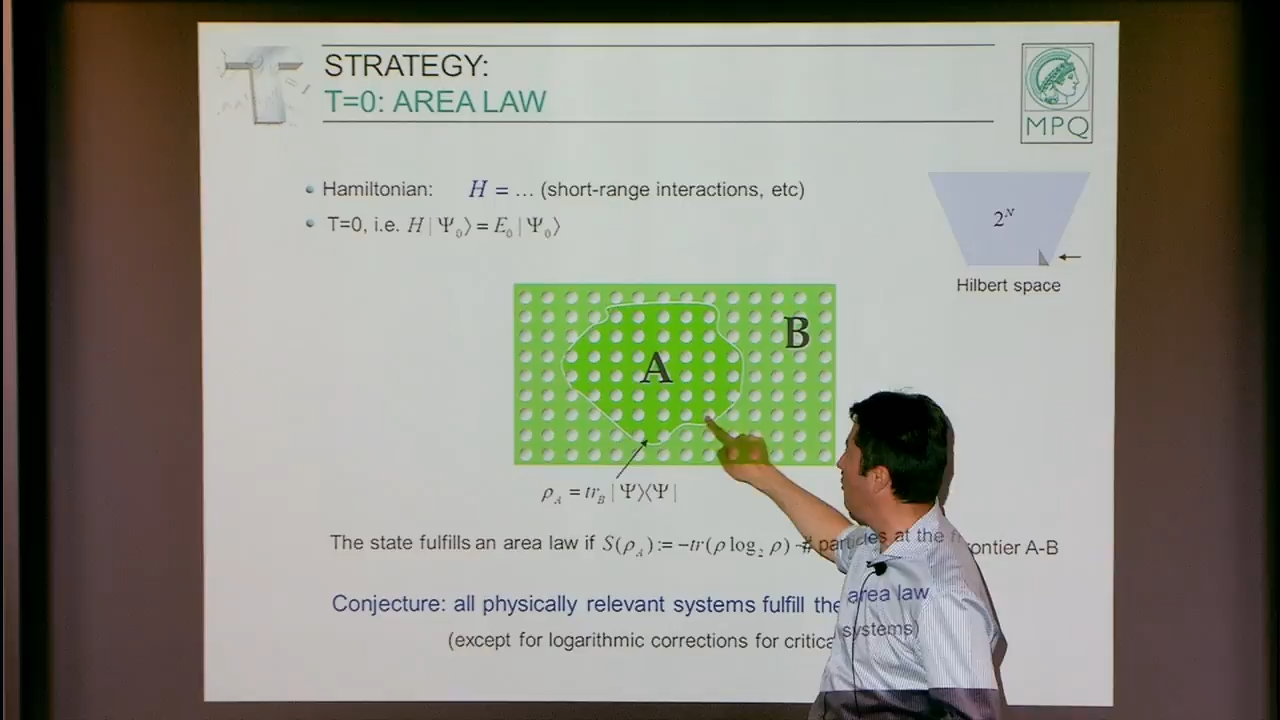 STRATEGY:
T=0: AREA LAW
MPQ
• Hamiltonian: H = ... (short-range interactions, etc)
• T=0, i.e. H | Ψ₀⟩ = E₀ | Ψ₀⟩
2ᴺ
Hilbert space
B
A
ρ_A = tr_B | Ψ⟩⟨Ψ |
The state fulfills an area law if S(ρ_A) := −tr(ρ log₂ ρ) ~ # particles at the frontier A-B
Conjecture: all physically relevant systems fulfill the area law
(except for logarithmic corrections for critical systems)